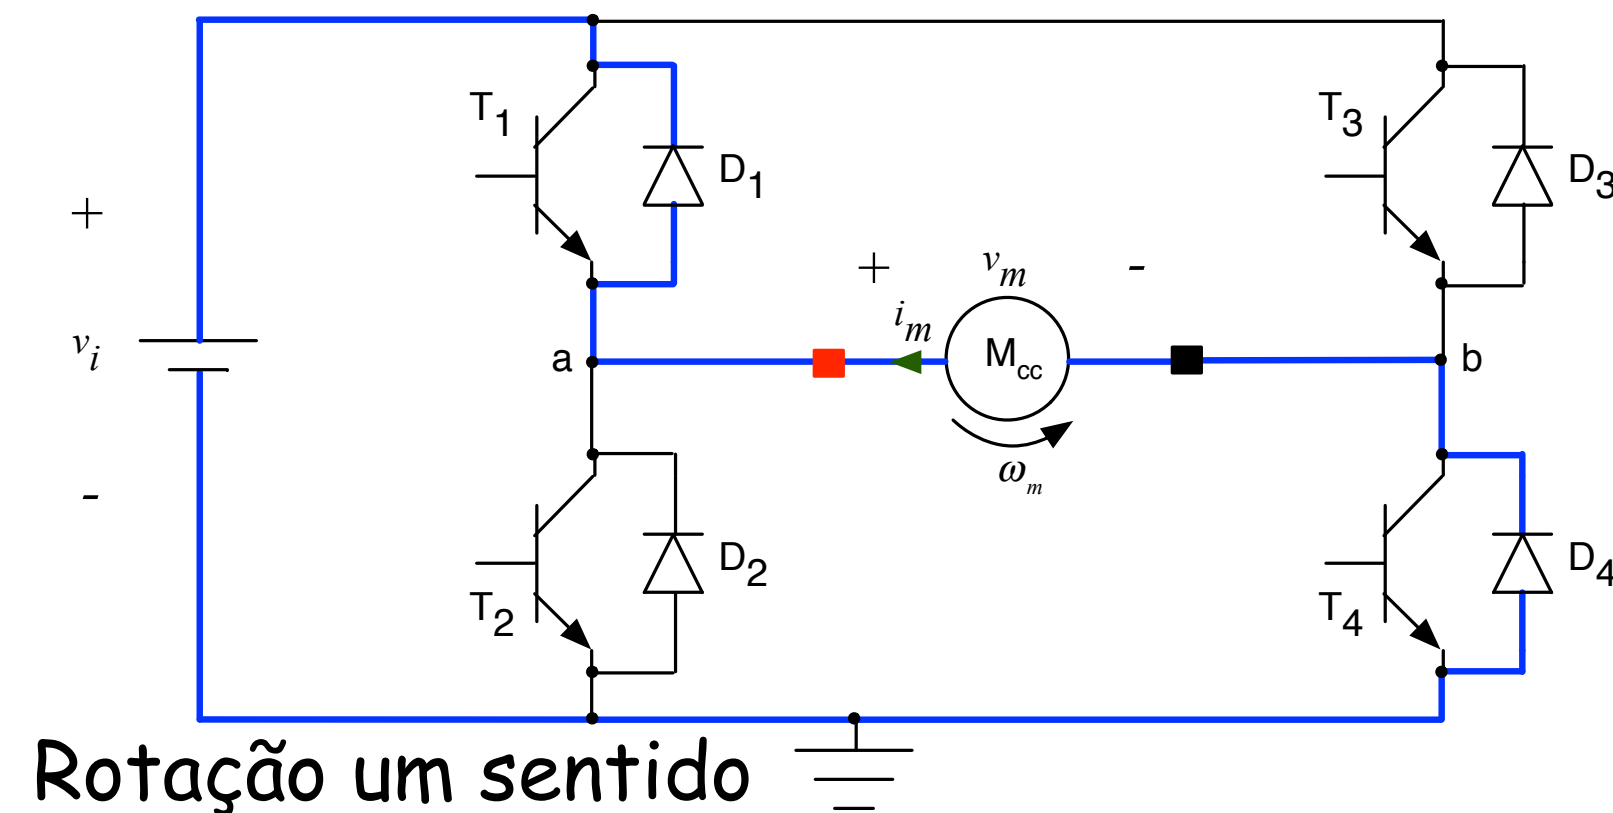 T1
D1
T3
D3
+
+
vm
-
im
vi
a
Mcc
b
-
ωm
T2
D2
T4
D4
Rotação um sentido